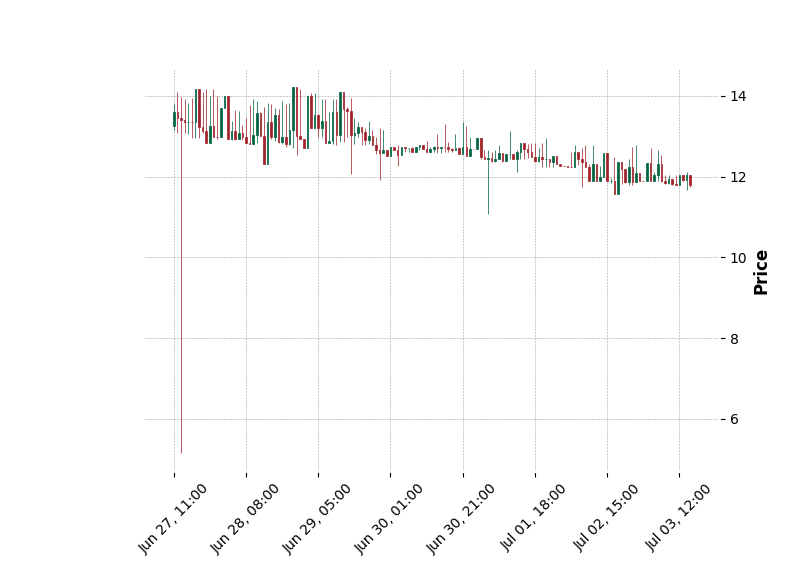 14
12
10
8
6
Price
Jun 27, 11:00
Jun 28, 08:00
Jun 29, 05:00
Jun 30, 01:00
Jun 30, 21:00
Jul 01, 18:00
Jul 02, 15:00
Jul 03, 12:00